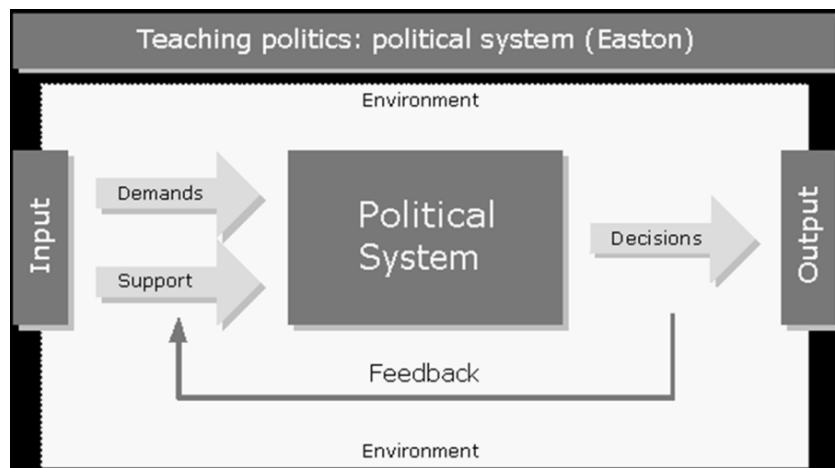 Teaching politics: political system (Easton)
Environment
Input
Demands
Support
Political
System
Decisions
Output
Feedback
Environment